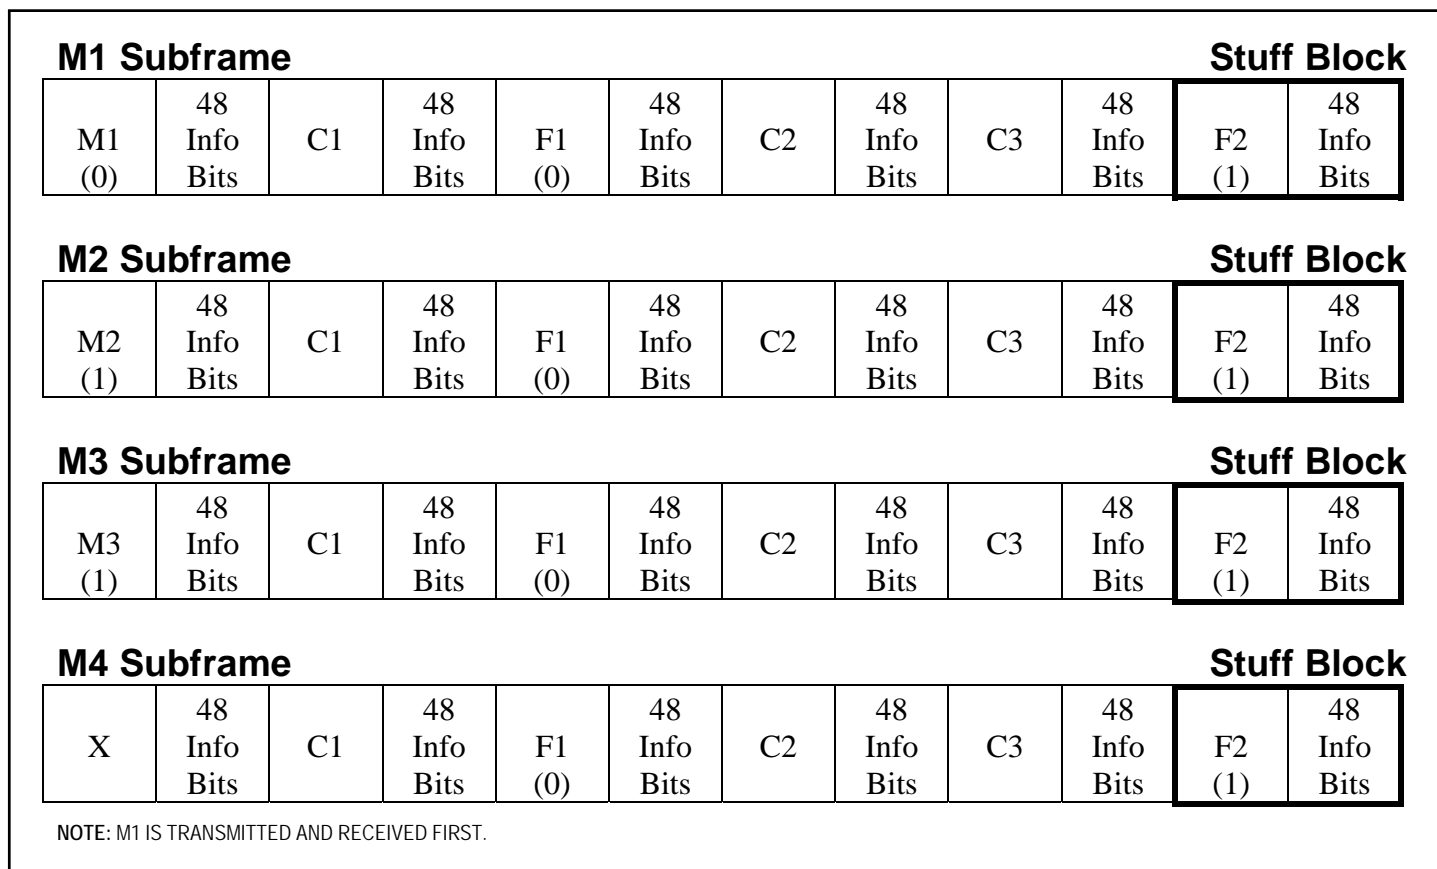 M1 Subframe Stuff Block
48 48 48 48 48 48
M1 Info C1 Info F1 Info C2 Info C3 Info F2 Info
(0) Bits Bits (0) Bits Bits Bits (1) Bits
M2 Subframe Stuff Block
48 48 48 48 48 48
M2 Info C1 Info F1 Info C2 Info C3 Info F2 Info
(1) Bits Bits (0) Bits Bits Bits (1) Bits
M3 Subframe Stuff Block
48 48 48 48 48 48
M3 Info C1 Info F1 Info C2 Info C3 Info F2 Info
(1) Bits Bits (0) Bits Bits Bits (1) Bits
M4 Subframe Stuff Block
48 48 48 48 48 48
X Info C1 Info F1 Info C2 Info C3 Info F2 Info
Bits Bits (0) Bits Bits Bits (1) Bits
NOTE: M1 IS TRANSMITTED AND RECEIVED FIRST.